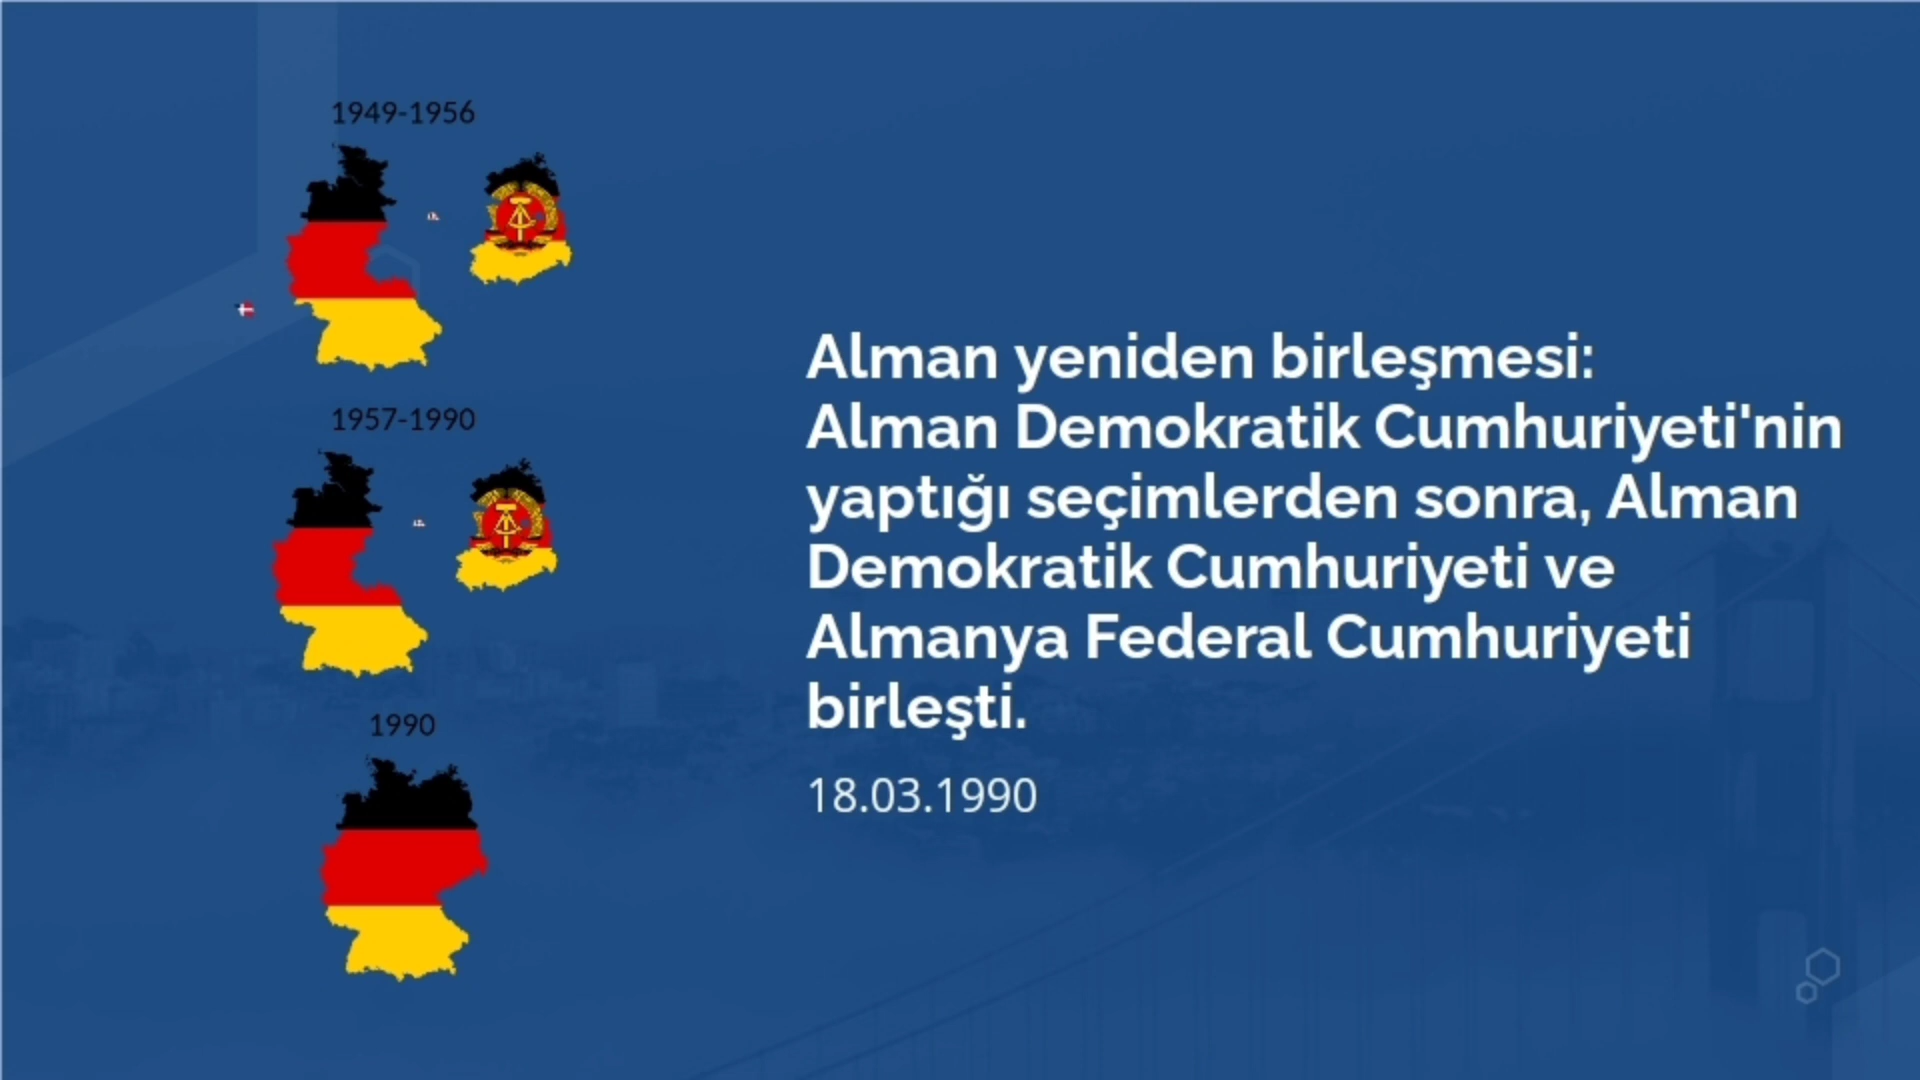 1949-1956
1957-1990
1990
Alman yeniden birleşmesi:
Alman Demokratik Cumhuriyeti'nin
yaptığı seçimlerden sonra, Alman
Demokratik Cumhuriyeti ve
Almanya Federal Cumhuriyeti
birleşti.
18.03.1990